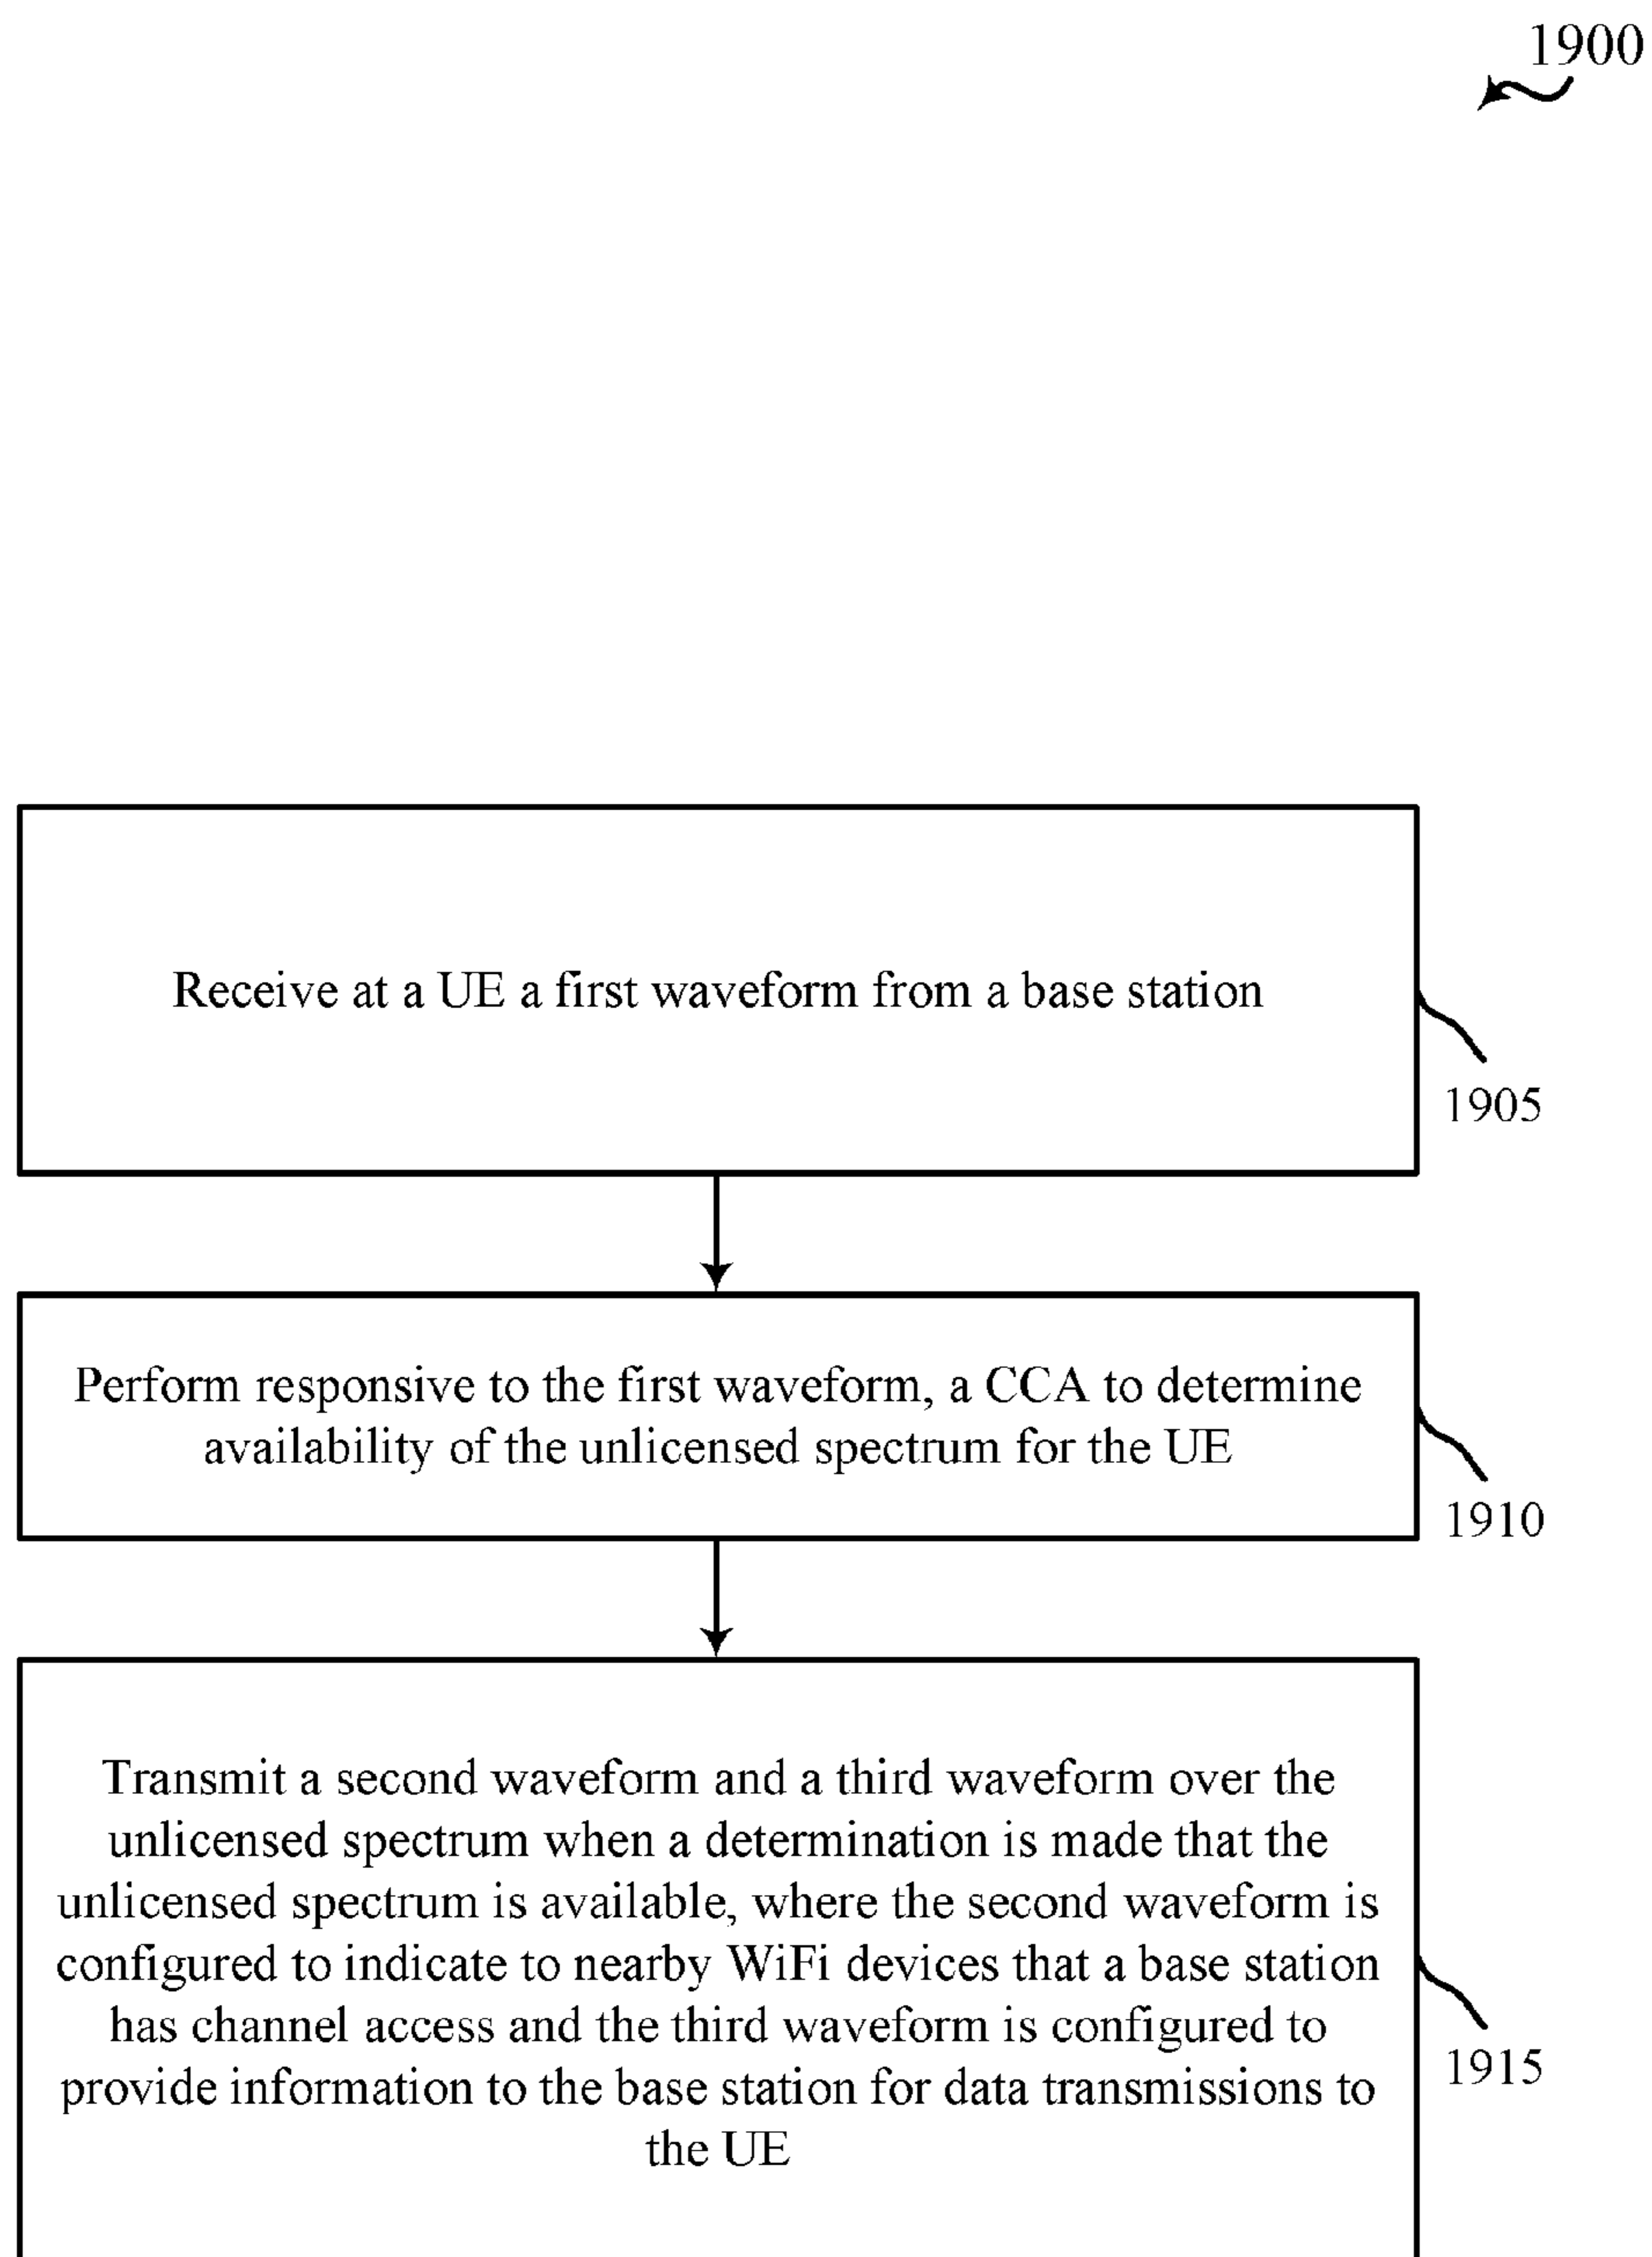 1900
Receive at a UE a first waveform from a base station
1905
Perform responsive to the first waveform, a CCA to determine
availability of the unlicensed spectrum for the UE
1910
Transmit a second waveform and a third waveform over the
unlicensed spectrum when a determination is made that the
unlicensed spectrum is available, where the second waveform is
configured to indicate to nearby WiFi devices that a base station
has channel access and the third waveform is configured to
provide information to the base station for data transmissions to
the UE
1915